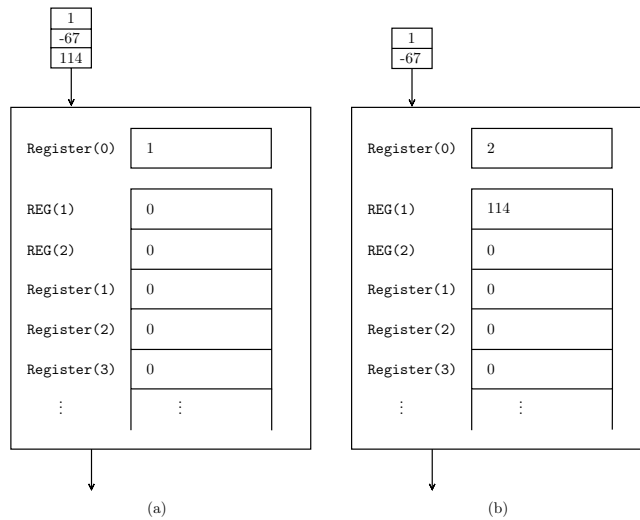 1
-67
114
Register(0) 1
REG(1) 0
REG(2) 0
Register(1) 0
Register(2) 0
Register(3) 0
⋮ ⋮
(a)
1
-67
Register(0) 2
REG(1) 114
REG(2) 0
Register(1) 0
Register(2) 0
Register(3) 0
⋮ ⋮
(b)